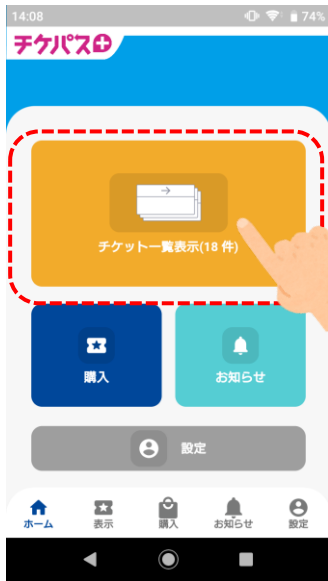 14:08
74%
チケパス+
チケット一覧表示(18 件)
購入
お知らせ
設定
ホーム
表示
購入
お知らせ
設定